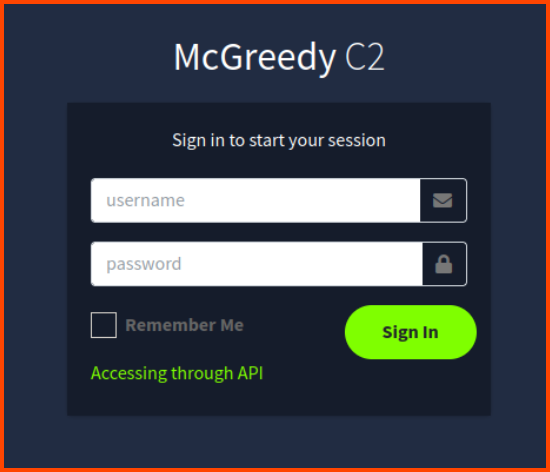 McGreedy C2
Sign in to start your session
username
password
Remember Me
Sign In
Accessing through API